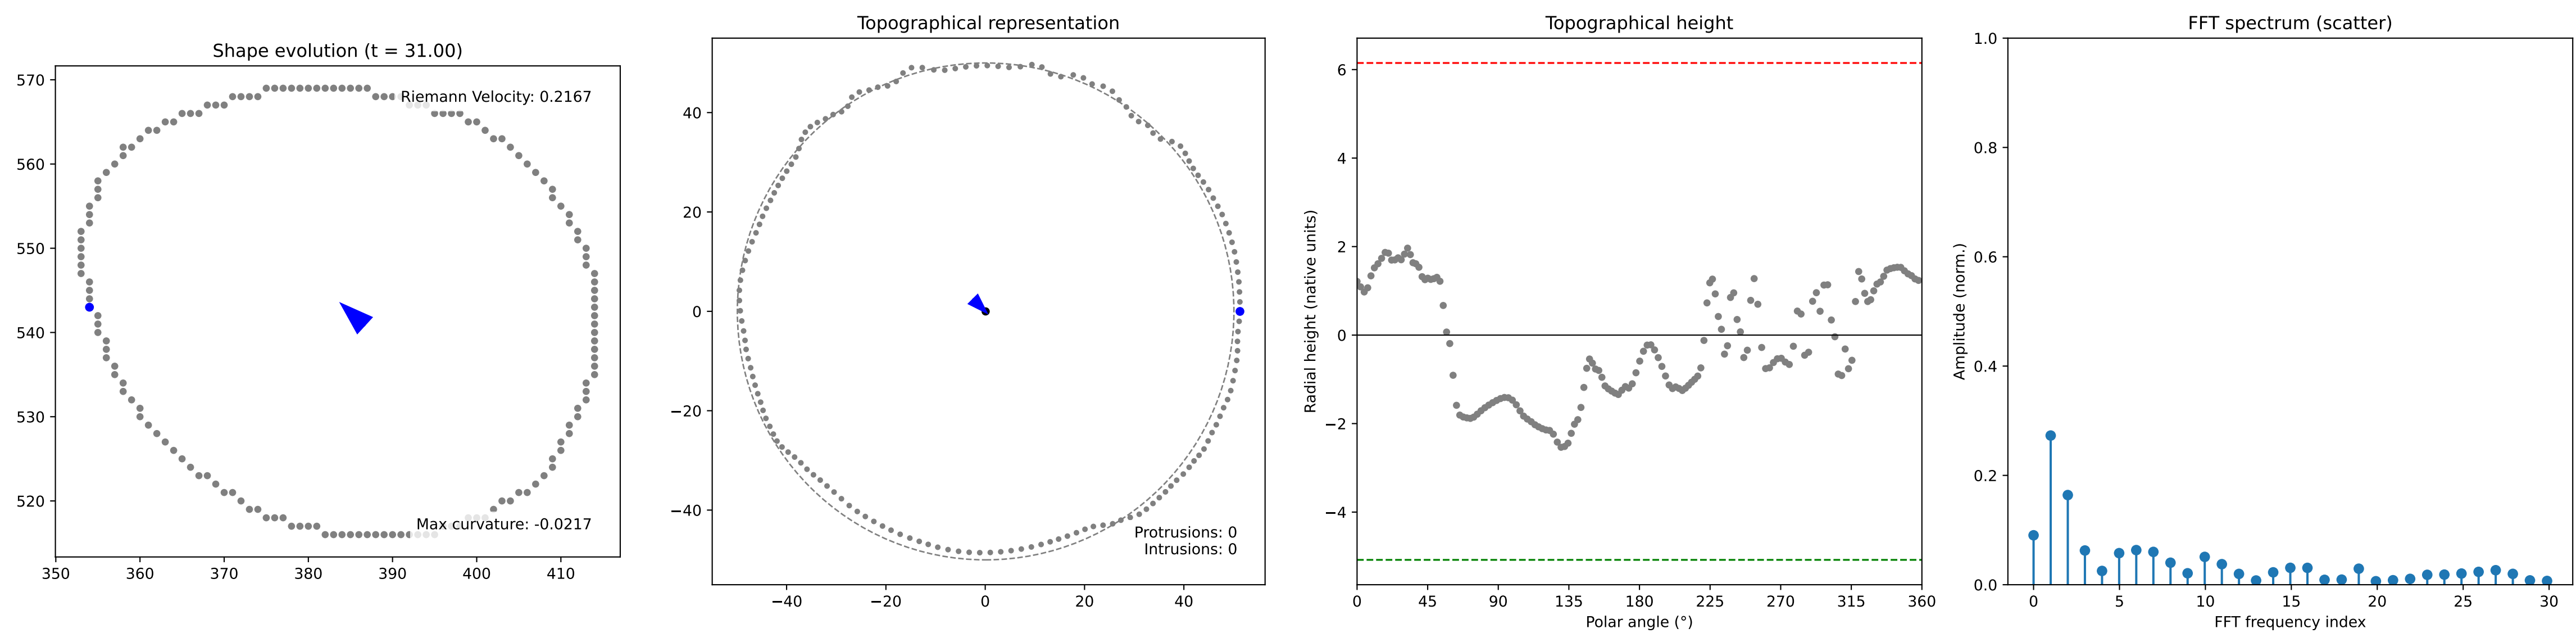 Shape evolution (t = 31.00)
570
560
550
540
530
520
350 360 370 380 390 400 410
Riemann Velocity: 0.2167
Max curvature: -0.0217
Topographical representation
40
20
0
−20
−40
−40 −20 0 20 40
Protrusions: 0
Intrusions: 0
Topographical height
Radial height (native units)
6
4
2
0
−2
−4
0 45 90 135 180 225 270 315 360
Polar angle (°)
FFT spectrum (scatter)
Amplitude (norm.)
1.0
0.8
0.6
0.4
0.2
0.0
0 5 10 15 20 25 30
FFT frequency index